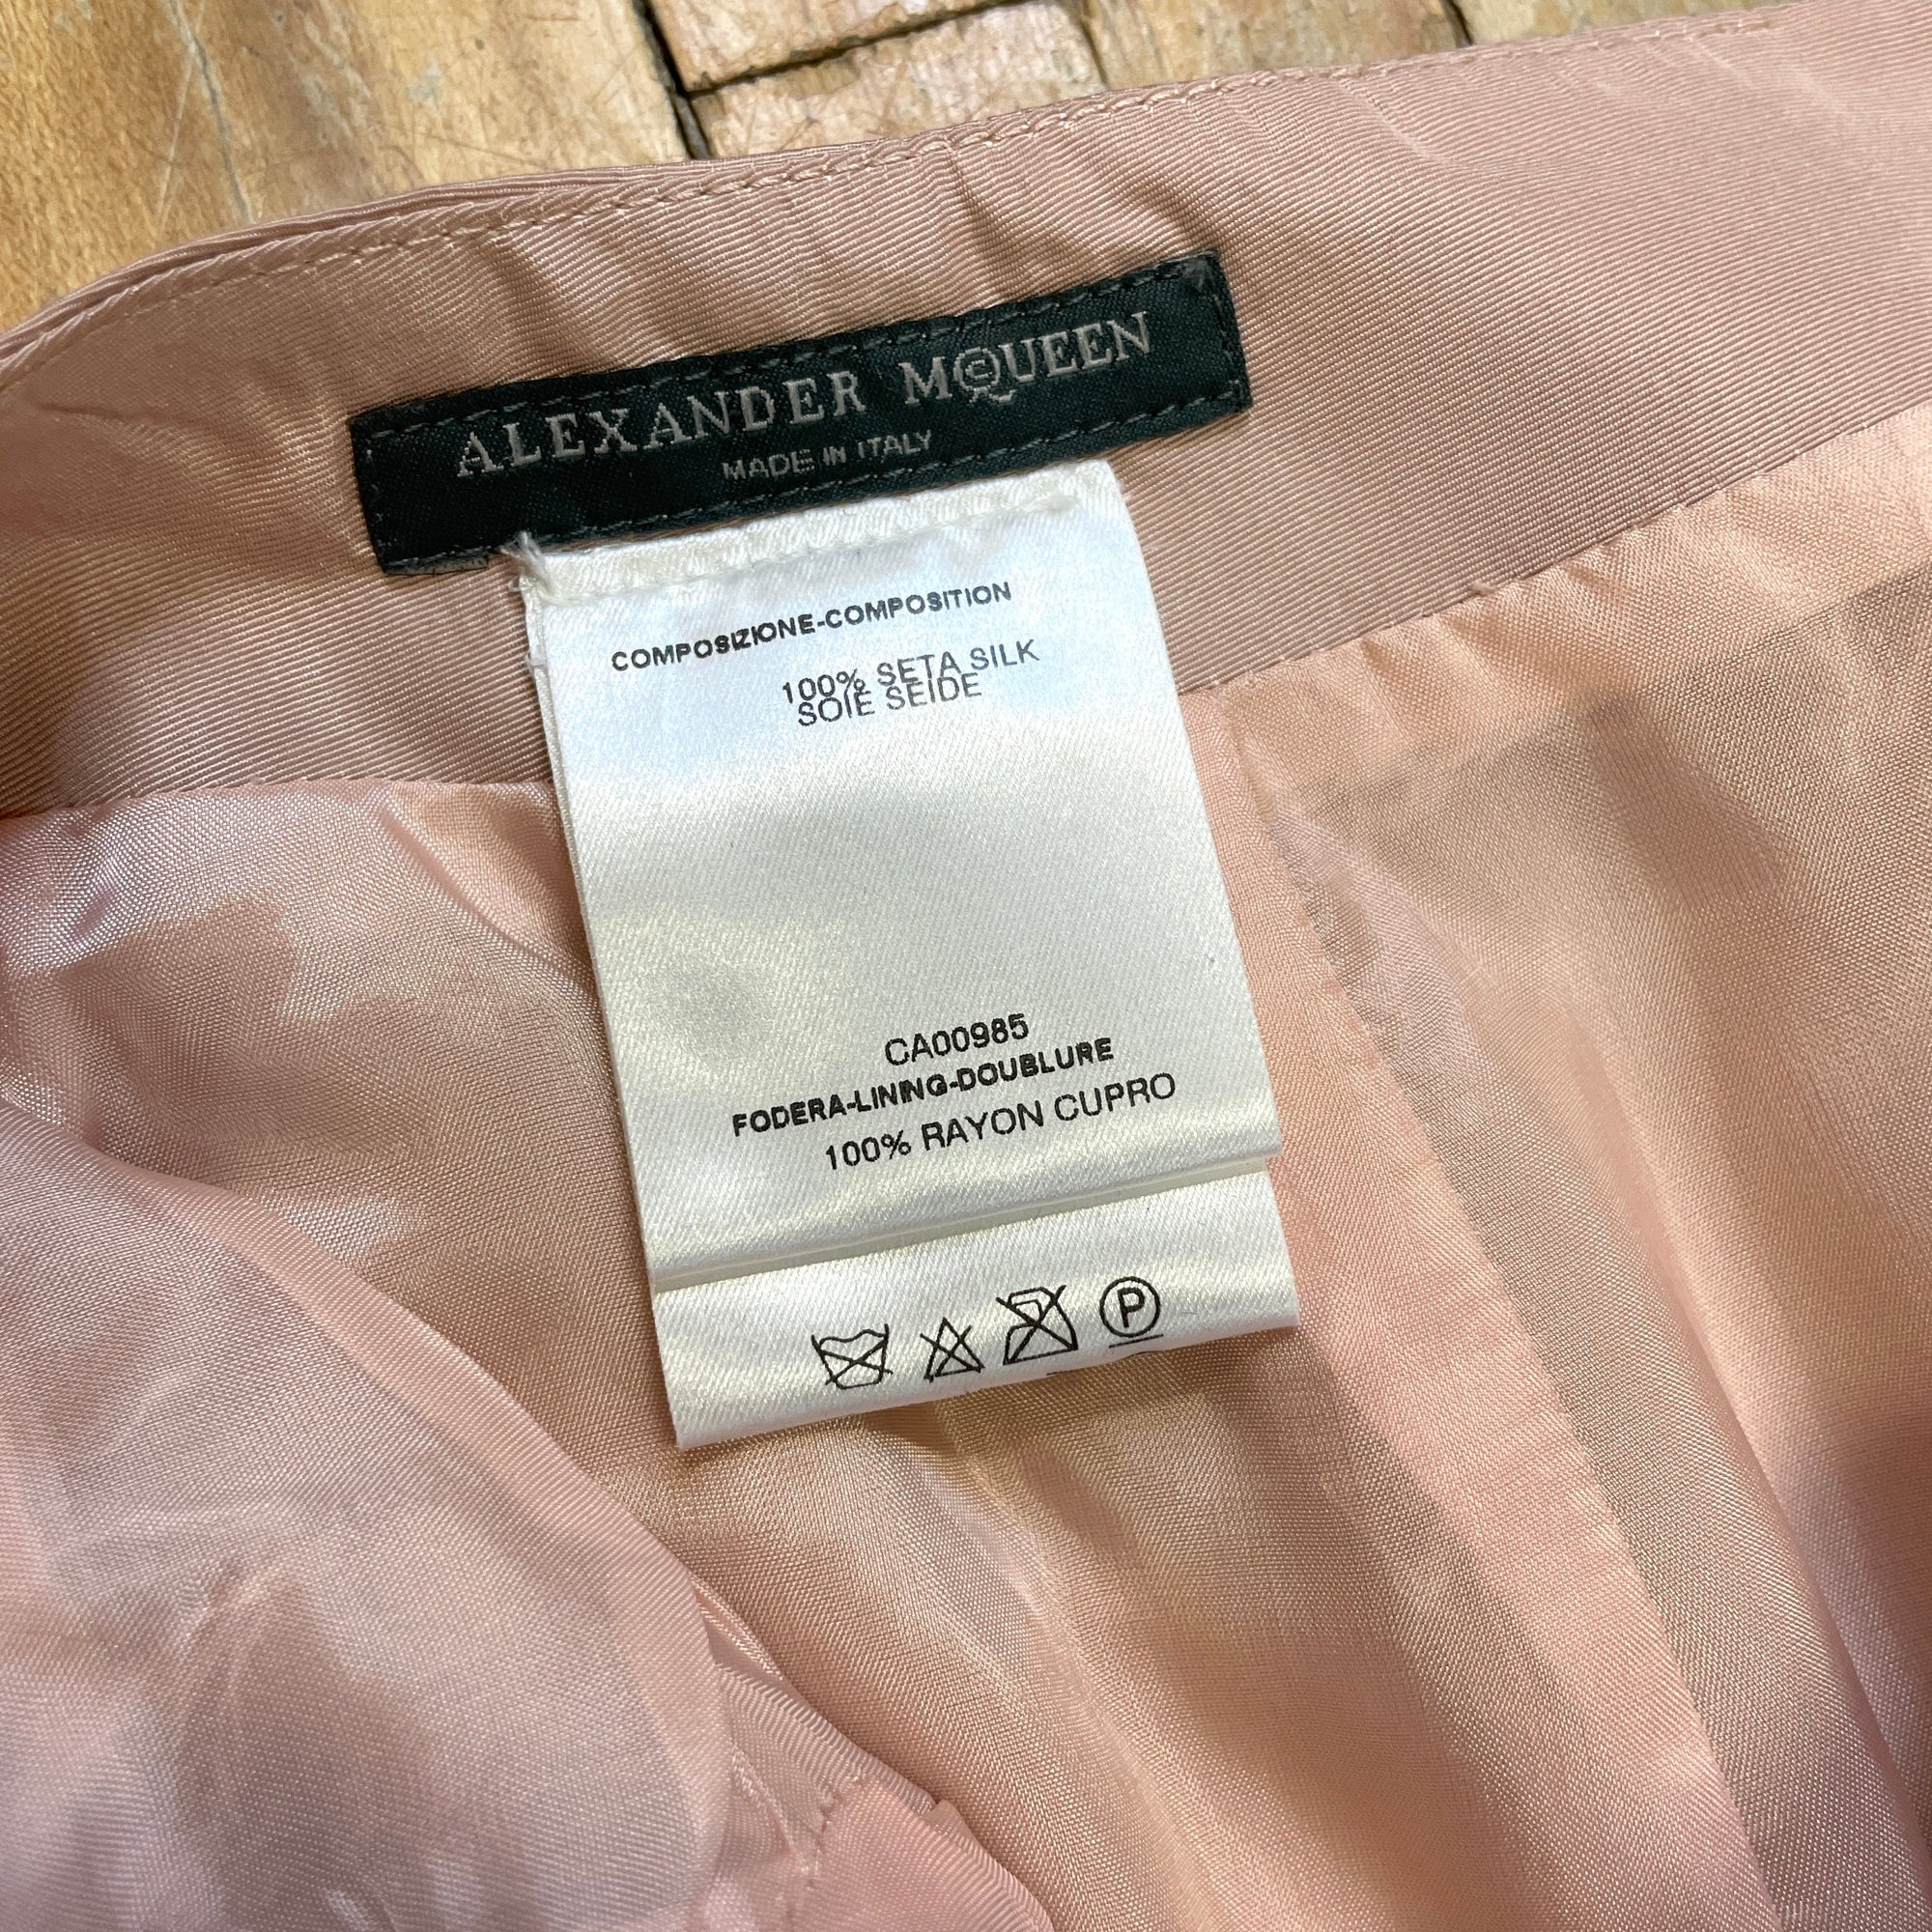 ALEXANDER MCQUEEN
MADE IN ITALY
COMPOSIZIONE-COMPOSITION
100% SETA SILK
SOIE SEIDE
CA00985
FODERA-LINING-DOUBLURE
100% RAYON CUPRO
P